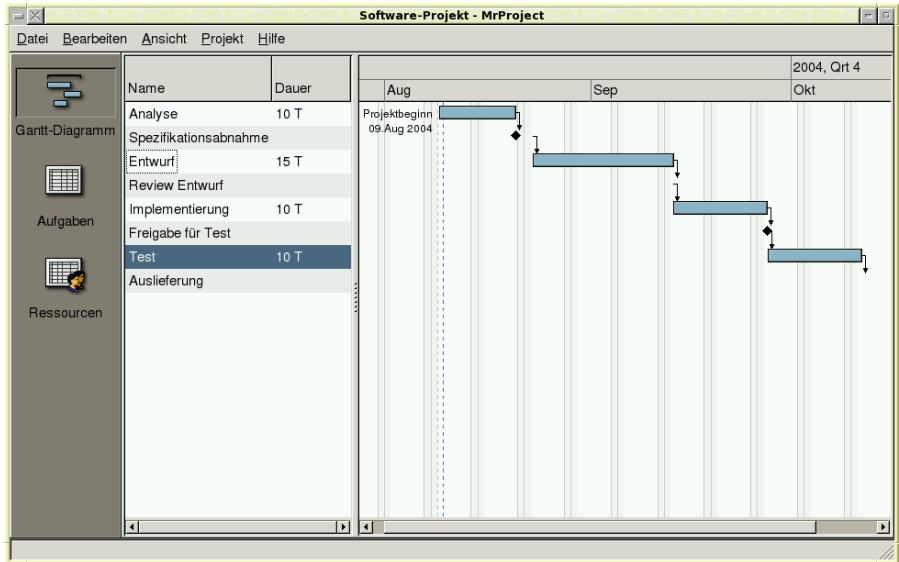 Software-Projekt - MrProject
Datei Bearbeiten Ansicht Projekt Hilfe
Gantt-Diagramm
Aufgaben
Ressourcen
Name Dauer
Analyse 10 T
Spezifikationsabnahme
Entwurf 15 T
Review Entwurf
Implementierung 10 T
Freigabe für Test
Test 10 T
Auslieferung
2004, Qrt 4
Aug Sep Okt
Projektbeginn
09.Aug 2004